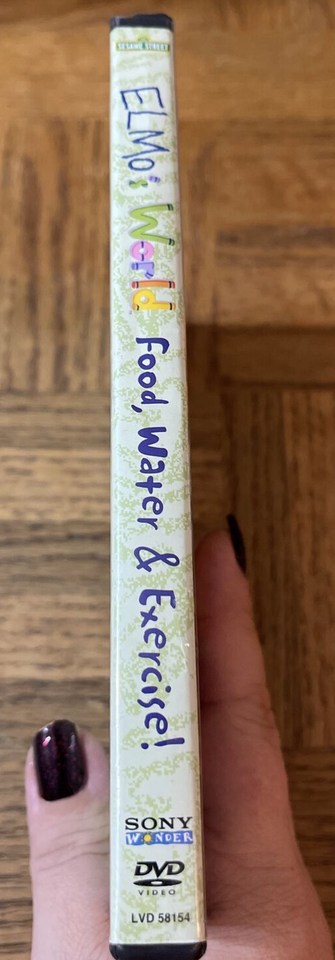 SESAME STREET
ELMO's World Food, Water & Exercise!
SONY
WONDER
DVD
VIDEO
LVD 58154